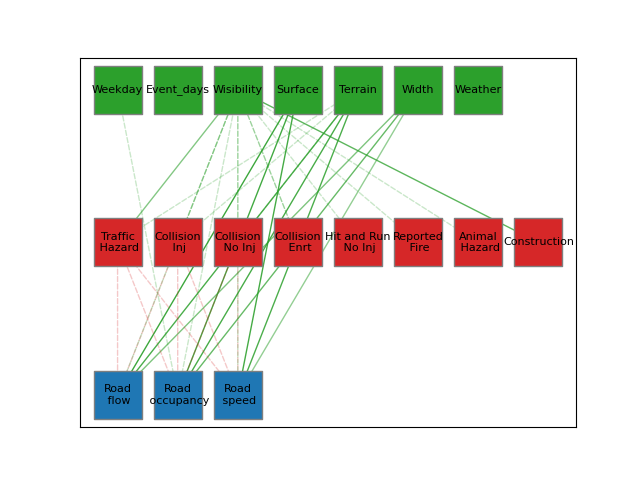 Weekday Event_days Wisibility Surface Terrain Width Weather
Traffic Collision Collision Collision Hit and Run Reported Animal Construction
Hazard Inj No Inj Enrt No Inj Fire Hazard
Road Road Road
flow occupancy speed